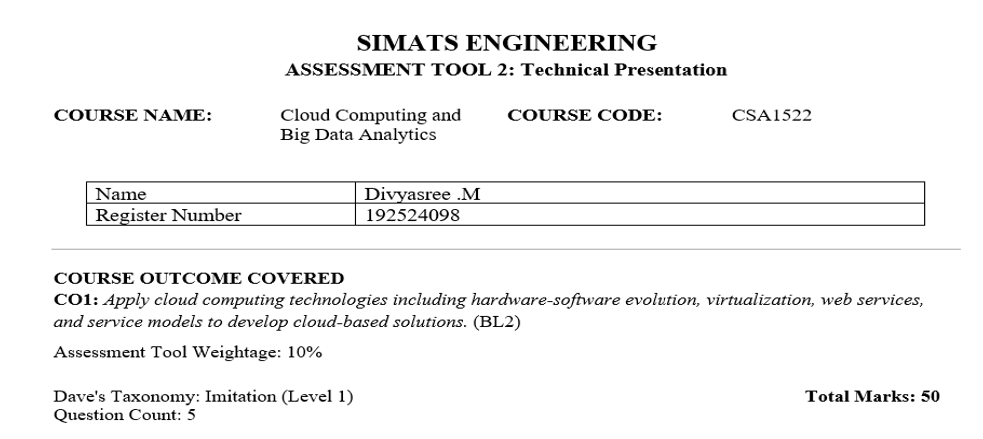 SIMATS ENGINEERING
ASSESSMENT TOOL 2: Technical Presentation
COURSE NAME: Cloud Computing and COURSE CODE: CSA1522
Big Data Analytics
Name Divyasree .M
Register Number 192524098
COURSE OUTCOME COVERED
CO1: Apply cloud computing technologies including hardware-software evolution, virtualization, web services,
and service models to develop cloud-based solutions. (BL2)
Assessment Tool Weightage: 10%
Dave's Taxonomy: Imitation (Level 1) Total Marks: 50
Question Count: 5